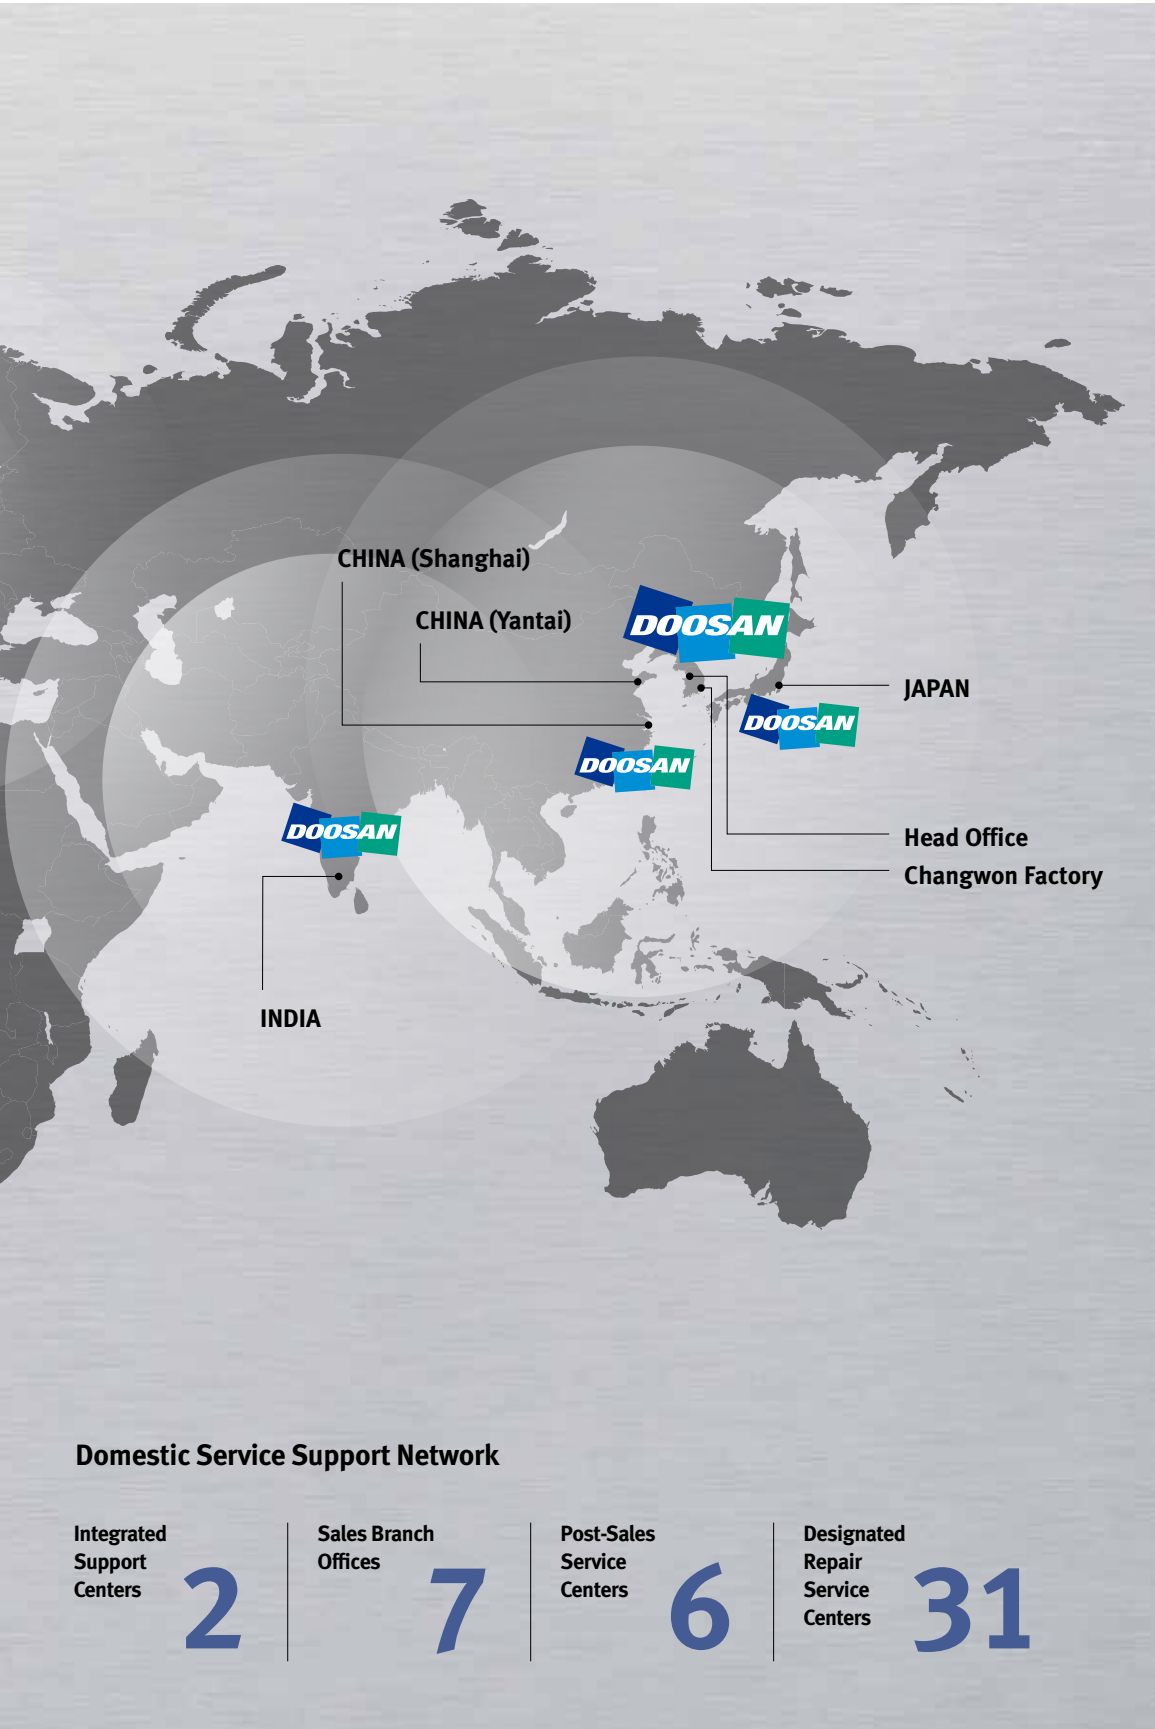 CHINA (Shanghai)
CHINA (Yantai)
DOOSAN
JAPAN
DOOSAN
DOOSAN
DOOSAN
Head Office
Changwon Factory
INDIA
Domestic Service Support Network
Integrated
Support
Centers
2
Sales Branch
Offices
7
Post-Sales
Service
Centers
6
Designated
Repair
Service
Centers
31